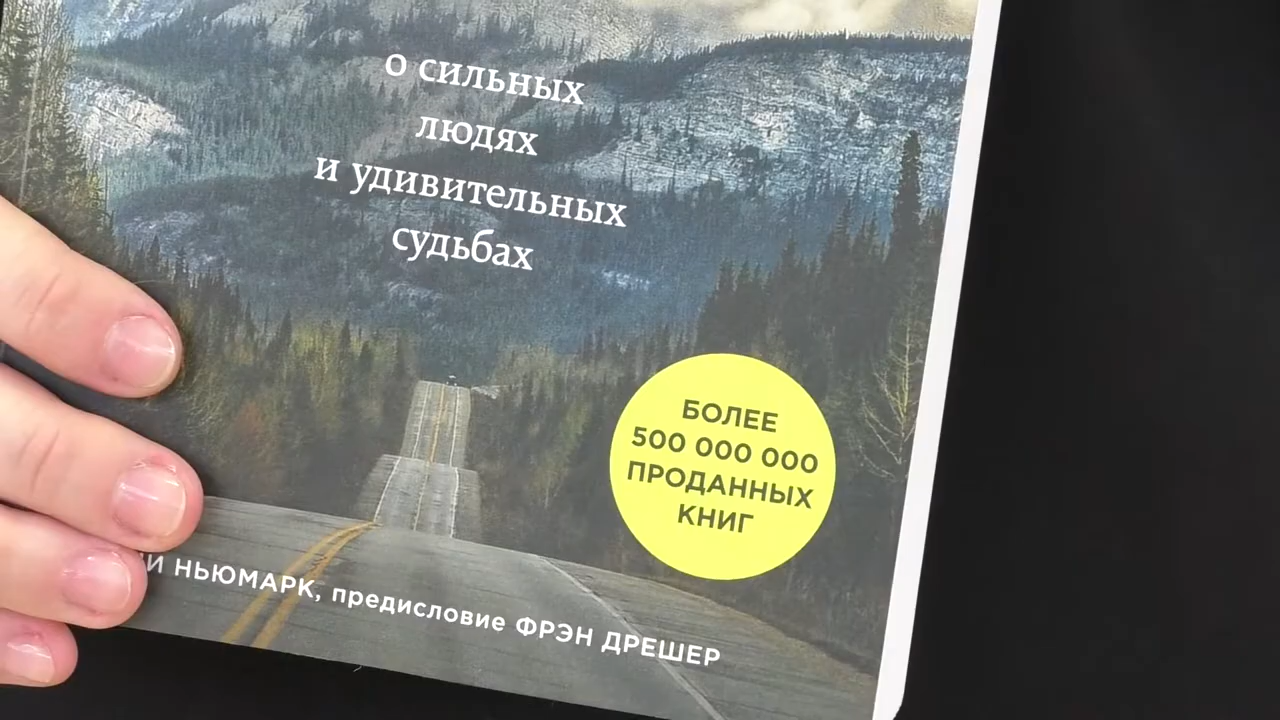 о сильных
людях
и удивительных
судьбах
БОЛЕЕ
500 000 000
ПРОДАННЫХ
КНИГ
НЬЮМАРК, предисловие ФРЭН ДРЕШЕР